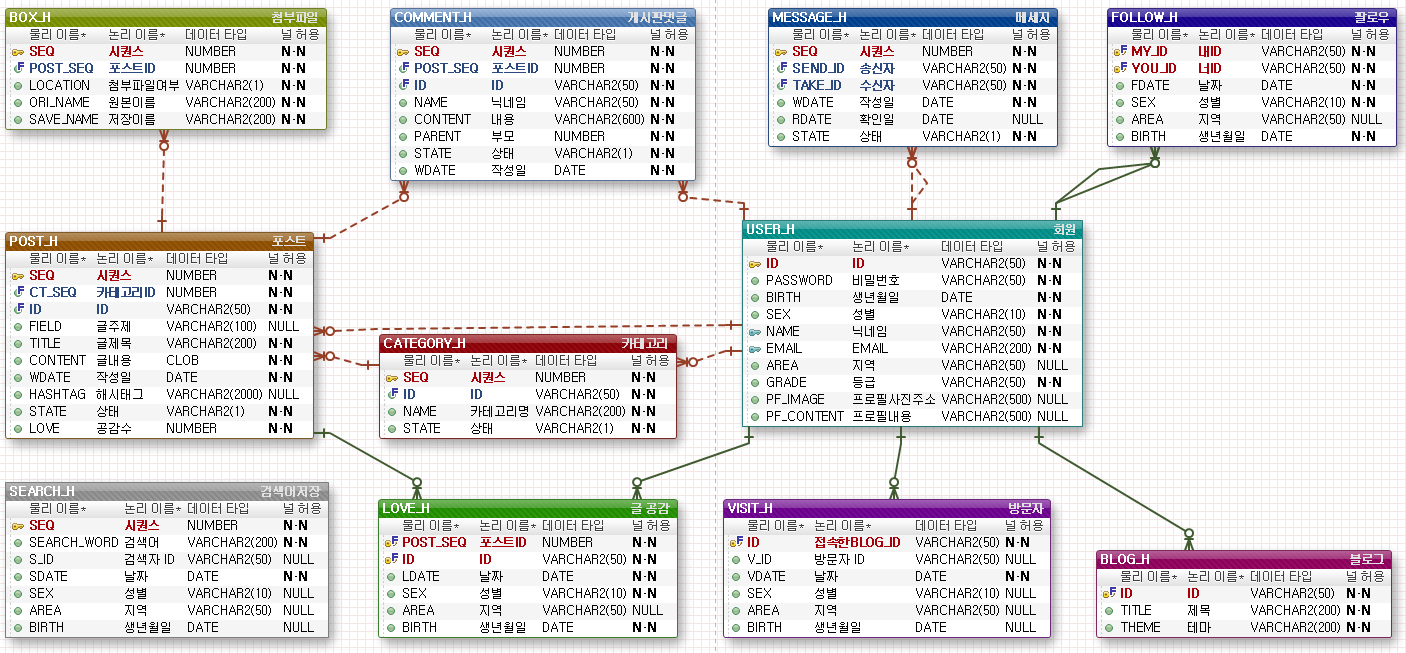 BOX_H 첨부파일
물리 이름* 논리 이름* 데이터 타입 널 허용
SEQ 시퀀스 NUMBER N-N
POST_SEQ 포스트ID NUMBER N-N
LOCATION 첨부파일여부 VARCHAR2(1) N-N
ORI_NAME 원본이름 VARCHAR2(200) N-N
SAVE_NAME 저장이름 VARCHAR2(200) N-N
COMMENT_H 게시판댓글
물리 이름* 논리 이름* 데이터 타입 널 허용
SEQ 시퀀스 NUMBER N-N
POST_SEQ 포스트ID NUMBER N-N
ID ID VARCHAR2(50) N-N
NAME 닉네임 VARCHAR2(50) N-N
CONTENT 내용 VARCHAR2(600) N-N
PARENT 부모 NUMBER N-N
STATE 상태 VARCHAR2(1) N-N
WDATE 작성일 DATE N-N
MESSAGE_H 메세지
물리 이름* 논리 이름* 데이터 타입 널 허용
SEQ 시퀀스 NUMBER N-N
SEND_ID 송신자 VARCHAR2(50) N-N
TAKE_ID 수신자 VARCHAR2(50) N-N
WDATE 작성일 DATE N-N
RDATE 확인일 DATE NULL
STATE 상태 VARCHAR2(1) N-N
FOLLOW_H 팔로우
물리 이름* 논리 이름* 데이터 타입 널 허용
MY_ID 내ID VARCHAR2(50) N-N
YOU_ID 너ID VARCHAR2(50) N-N
FDATE 날짜 DATE N-N
SEX 성별 VARCHAR2(10) N-N
AREA 지역 VARCHAR2(50) NULL
BIRTH 생년월일 DATE N-N
POST_H 포스트
물리 이름* 논리 이름* 데이터 타입 널 허용
SEQ 시퀀스 NUMBER N-N
CT_SEQ 카테고리ID NUMBER N-N
ID ID VARCHAR2(50) N-N
FIELD 글주제 VARCHAR2(100) NULL
TITLE 글제목 VARCHAR2(200) N-N
CONTENT 글내용 CLOB N-N
WDATE 작성일 DATE N-N
HASHTAG 해시태그 VARCHAR2(2000) NULL
STATE 상태 VARCHAR2(1) N-N
LOVE 공감수 NUMBER N-N
CATEGORY_H 카테고리
물리 이름* 논리 이름* 데이터 타입 널 허용
SEQ 시퀀스 NUMBER N-N
ID ID VARCHAR2(50) N-N
NAME 카테고리명 VARCHAR2(200) N-N
STATE 상태 VARCHAR2(1) N-N
USER_H 회원
물리 이름* 논리 이름* 데이터 타입 널 허용
ID ID VARCHAR2(50) N-N
PASSWORD 비밀번호 VARCHAR2(50) N-N
BIRTH 생년월일 DATE N-N
SEX 성별 VARCHAR2(10) N-N
NAME 닉네임 VARCHAR2(50) N-N
EMAIL EMAIL VARCHAR2(200) N-N
AREA 지역 VARCHAR2(50) NULL
GRADE 등급 VARCHAR2(50) N-N
PF_IMAGE 프로필사진주소 VARCHAR2(500) NULL
PF_CONTENT 프로필내용 VARCHAR2(500) NULL
SEARCH_H 검색어저장
물리 이름* 논리 이름* 데이터 타입 널 허용
SEQ 시퀀스 NUMBER N-N
SEARCH_WORD 검색어 VARCHAR2(200) N-N
S_ID 검색자 ID VARCHAR2(50) NULL
SDATE 날짜 DATE N-N
SEX 성별 VARCHAR2(10) NULL
AREA 지역 VARCHAR2(50) NULL
BIRTH 생년월일 DATE NULL
LOVE_H 글 공감
물리 이름* 논리 이름* 데이터 타입 널 허용
POST_SEQ 포스트ID NUMBER N-N
ID ID VARCHAR2(50) N-N
LDATE 날짜 DATE N-N
SEX 성별 VARCHAR2(10) N-N
AREA 지역 VARCHAR2(50) NULL
BIRTH 생년월일 DATE N-N
VISIT_H 방문자
물리 이름* 논리 이름* 데이터 타입 널 허용
ID 접속한BLOG_ID VARCHAR2(50) N-N
V_ID 방문자 ID VARCHAR2(50) NULL
VDATE 날짜 DATE N-N
SEX 성별 VARCHAR2(10) NULL
AREA 지역 VARCHAR2(50) NULL
BIRTH 생년월일 DATE NULL
BLOG_H 블로그
물리 이름* 논리 이름* 데이터 타입 널 허용
ID ID VARCHAR2(50) N-N
TITLE 제목 VARCHAR2(200) N-N
THEME 테마 VARCHAR2(200) N-N